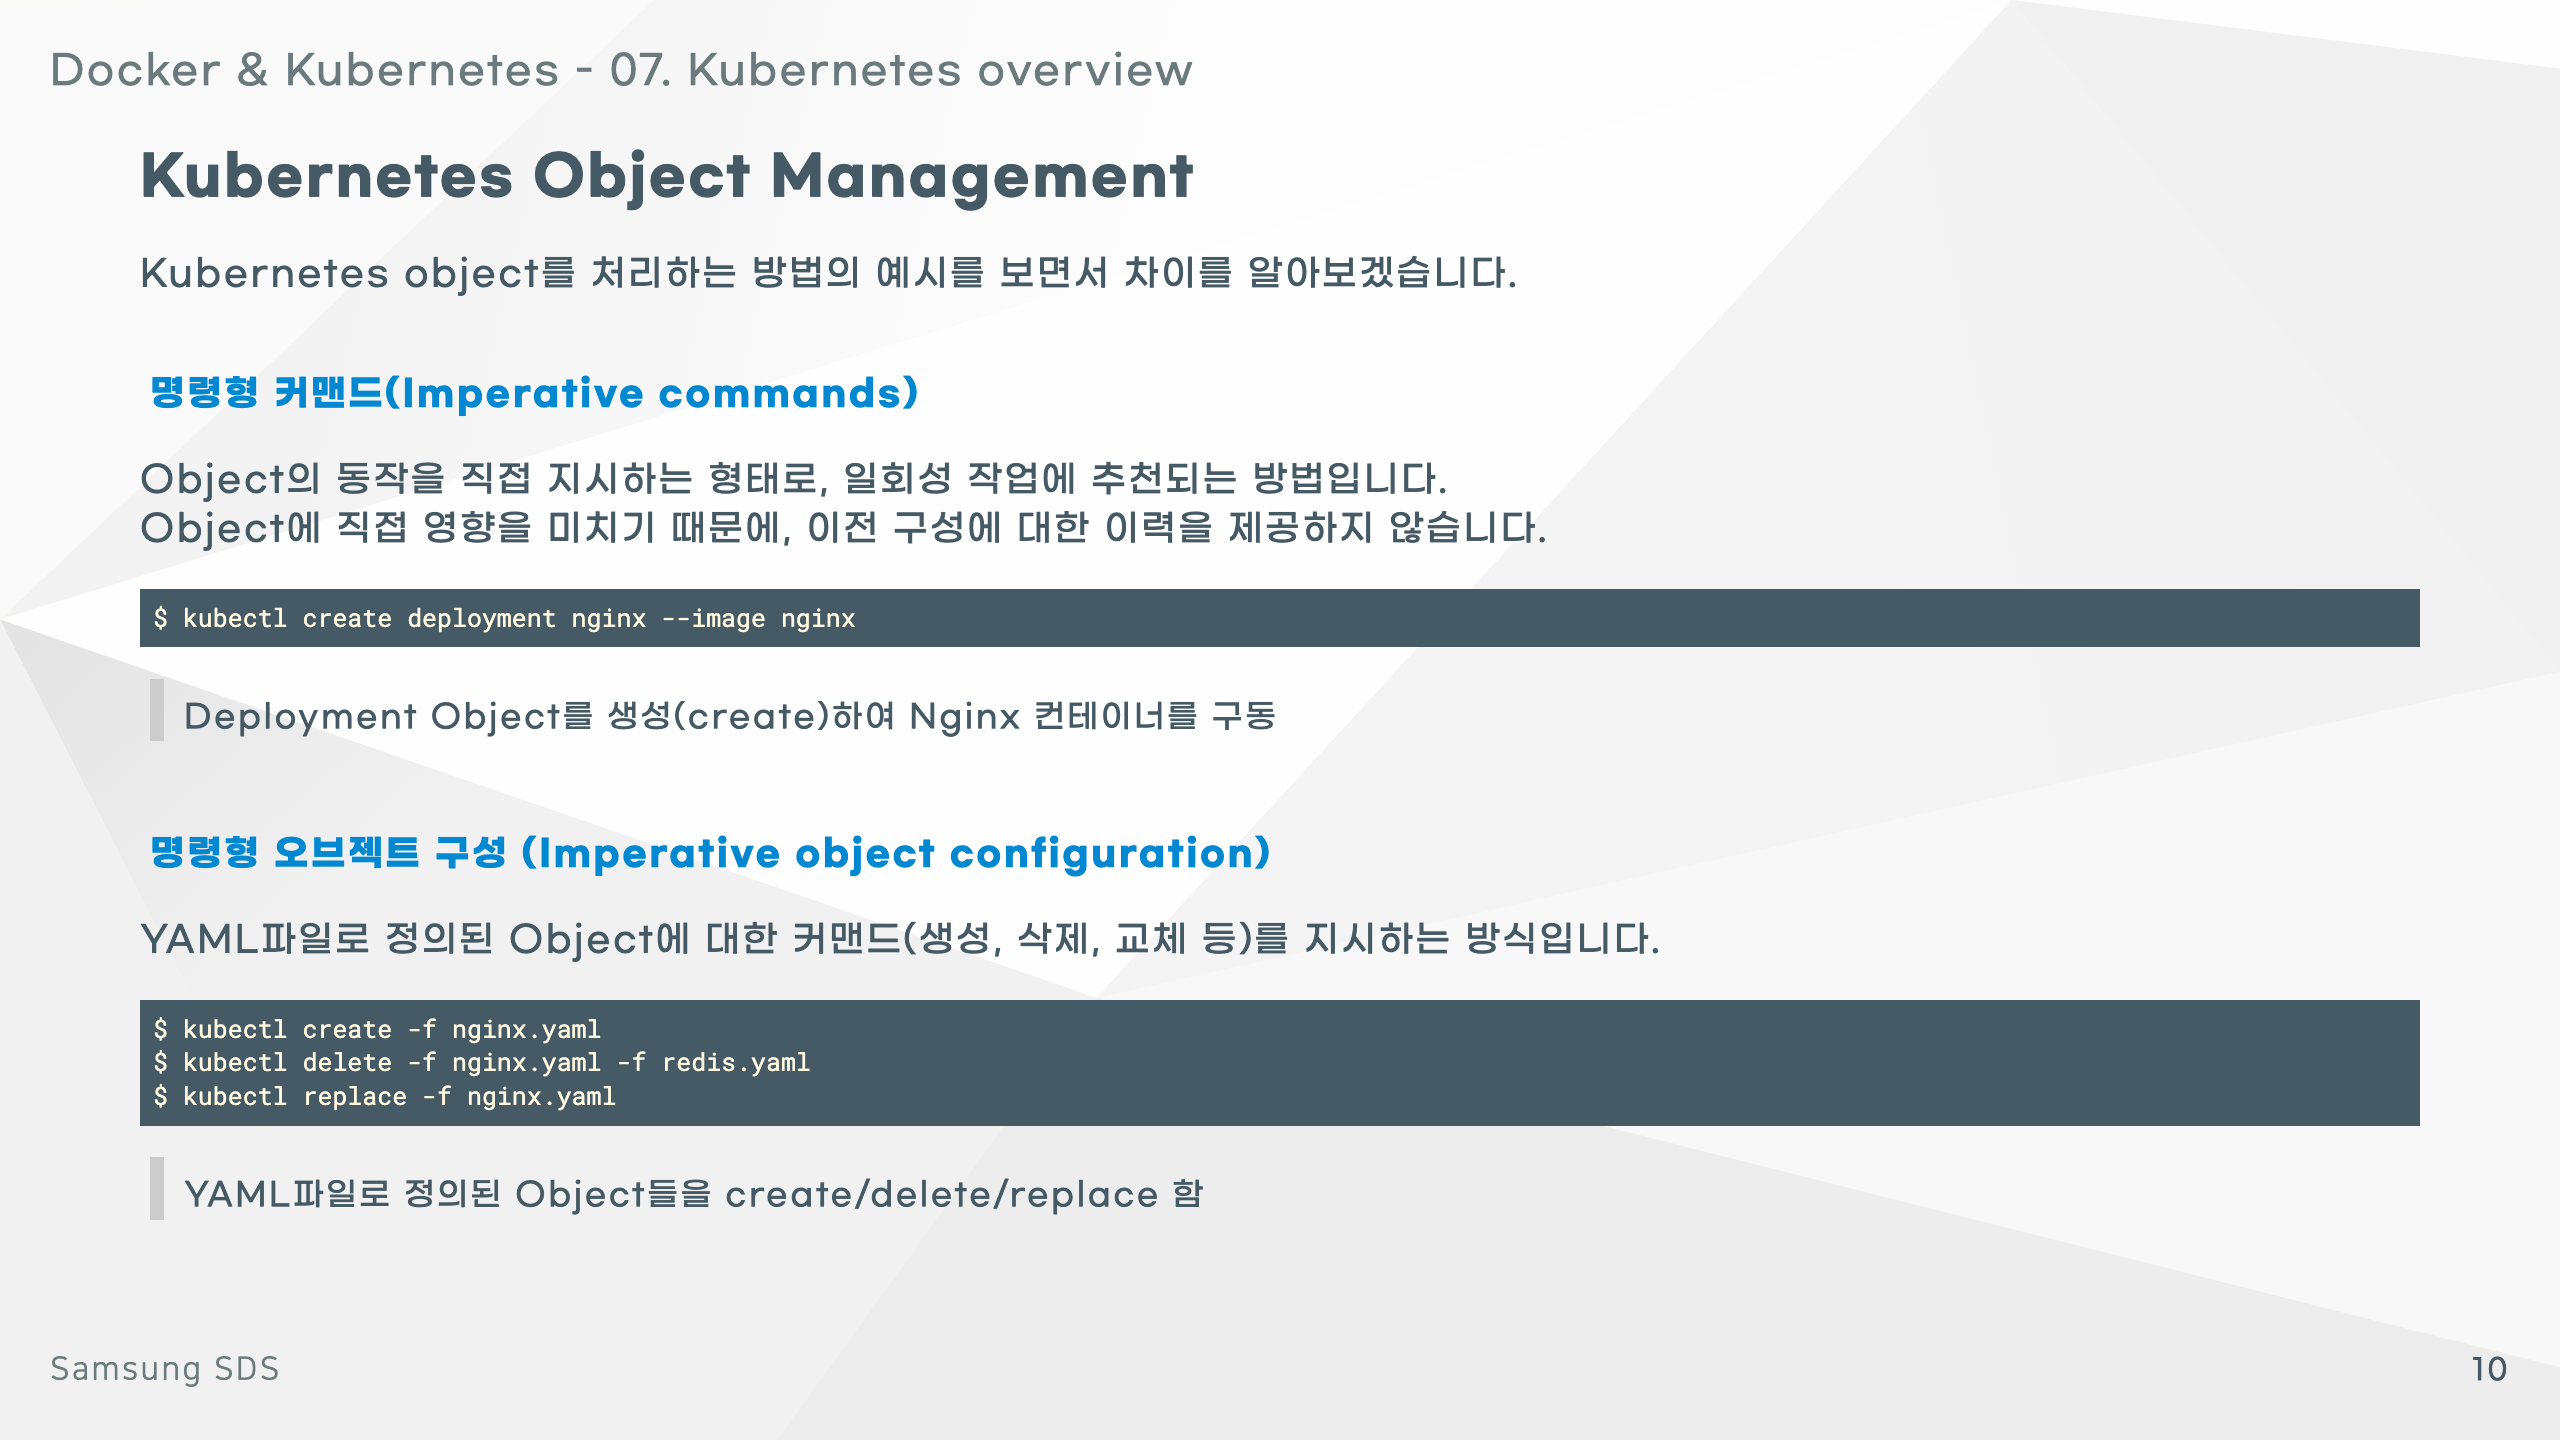 Docker & Kubernetes - 07. Kubernetes overview
Kubernetes Object Management
Kubernetes object를 처리하는 방법의 예시를 보면서 차이를 알아보겠습니다.
명령형 커맨드(Imperative commands)
Object의 동작을 직접 지시하는 형태로, 일회성 작업에 추천되는 방법입니다.
Object에 직접 영향을 미치기 때문에, 이전 구성에 대한 이력을 제공하지 않습니다.
$ kubectl create deployment nginx --image nginx
Deployment Object를 생성(create)하여 Nginx 컨테이너를 구동
명령형 오브젝트 구성 (Imperative object configuration)
YAML파일로 정의된 Object에 대한 커맨드(생성, 삭제, 교체 등)를 지시하는 방식입니다.
$ kubectl create -f nginx.yaml
$ kubectl delete -f nginx.yaml -f redis.yaml
$ kubectl replace -f nginx.yaml
YAML파일로 정의된 Object들을 create/delete/replace 함
Samsung SDS
10